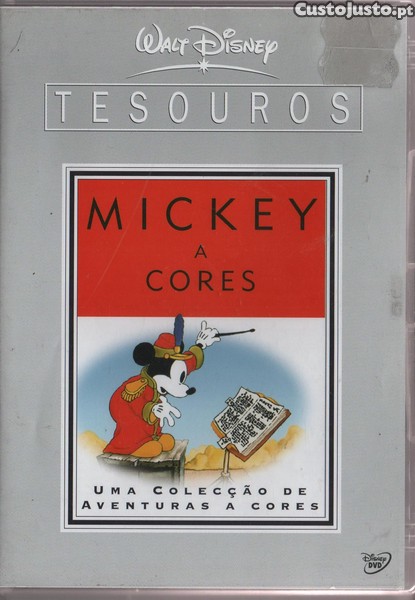 CustoJusto.pt
WALT DISNEY
TESOUROS
MICKEY
A
CORES
UMA COLECÇÃO DE
AVENTURAS A CORES
Disney
DVD